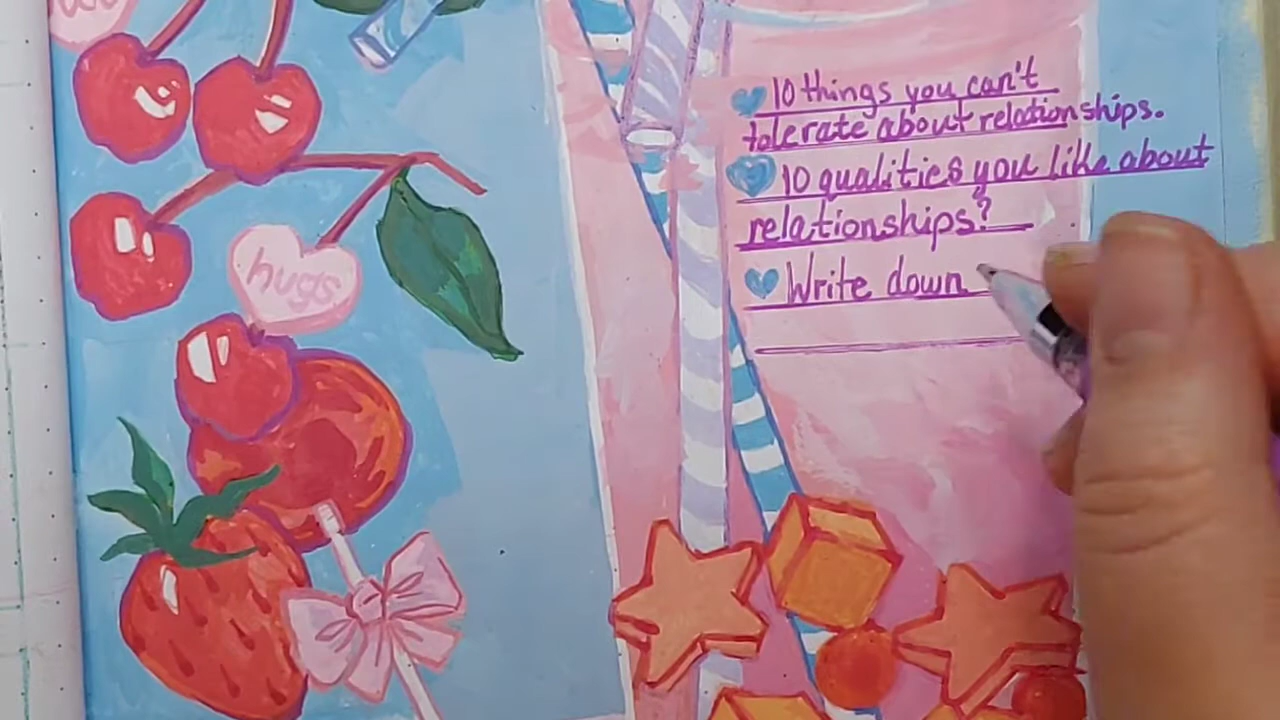 10 things you can't
tolerate about relationships.
10 qualities you like about
relationships?
Write down
hugs